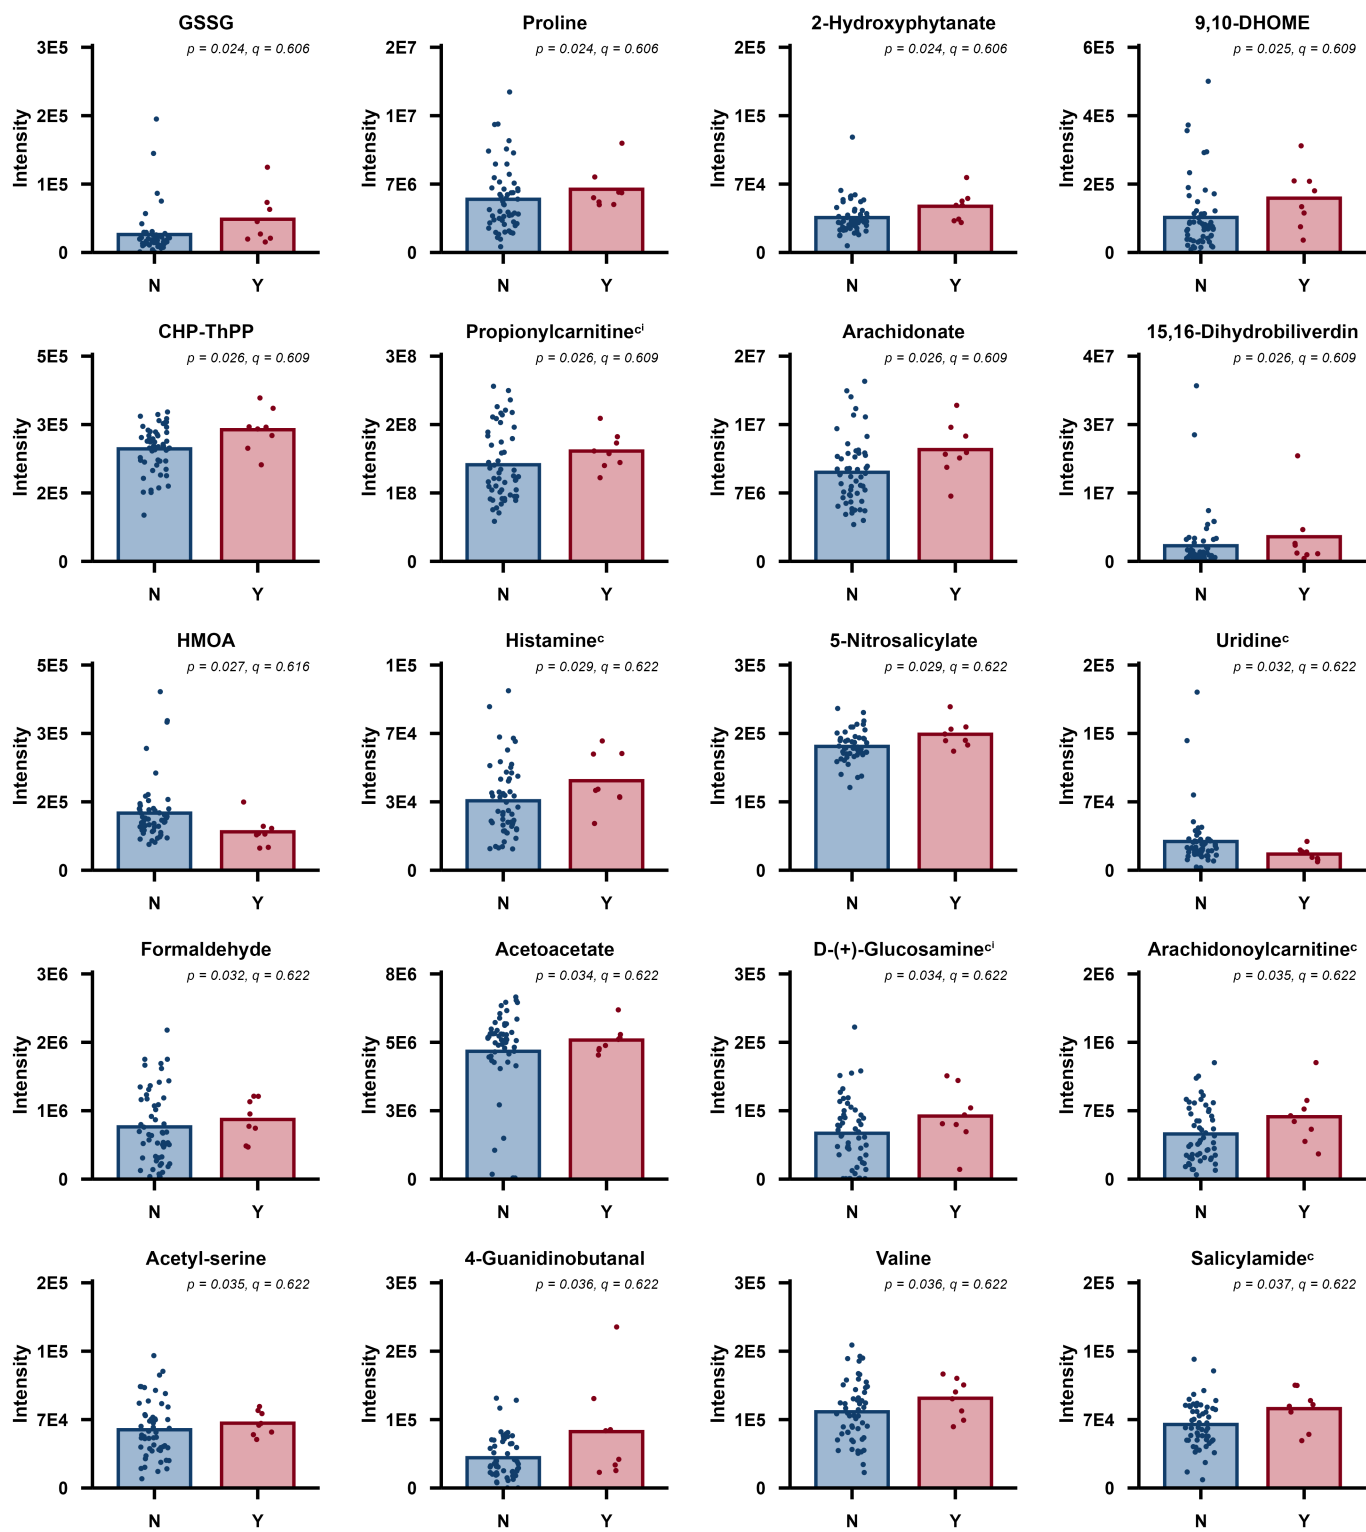 GSSG
p = 0.024, q = 0.606
Intensity
3E5
2E5
1E5
0
N Y
Proline
p = 0.024, q = 0.606
Intensity
2E7
1E7
7E6
0
N Y
2-Hydroxyphytanate
p = 0.024, q = 0.606
Intensity
2E5
1E5
7E4
0
N Y
9,10-DHOME
p = 0.025, q = 0.609
Intensity
6E5
4E5
2E5
0
N Y
CHP-ThPP
p = 0.026, q = 0.609
Intensity
5E5
3E5
2E5
0
N Y
Propionylcarnitineᶜⁱ
p = 0.026, q = 0.609
Intensity
3E8
2E8
1E8
0
N Y
Arachidonate
p = 0.026, q = 0.609
Intensity
2E7
1E7
7E6
0
N Y
15,16-Dihydrobiliverdin
p = 0.026, q = 0.609
Intensity
4E7
3E7
1E7
0
N Y
HMOA
p = 0.027, q = 0.616
Intensity
5E5
3E5
2E5
0
N Y
Histamineᶜ
p = 0.029, q = 0.622
Intensity
1E5
7E4
3E4
0
N Y
5-Nitrosalicylate
p = 0.029, q = 0.622
Intensity
3E5
2E5
1E5
0
N Y
Uridineᶜ
p = 0.032, q = 0.622
Intensity
2E5
1E5
7E4
0
N Y
Formaldehyde
p = 0.032, q = 0.622
Intensity
3E6
2E6
1E6
0
N Y
Acetoacetate
p = 0.034, q = 0.622
Intensity
8E6
5E6
3E6
0
N Y
D-(+)-Glucosamineᶜⁱ
p = 0.034, q = 0.622
Intensity
3E5
2E5
1E5
0
N Y
Arachidonoylcarnitineᶜ
p = 0.035, q = 0.622
Intensity
2E6
1E6
7E5
0
N Y
Acetyl-serine
p = 0.035, q = 0.622
Intensity
2E5
1E5
7E4
0
N Y
4-Guanidinobutanal
p = 0.036, q = 0.622
Intensity
3E5
2E5
1E5
0
N Y
Valine
p = 0.036, q = 0.622
Intensity
3E5
2E5
1E5
0
N Y
Salicylamideᶜ
p = 0.037, q = 0.622
Intensity
2E5
1E5
7E4
0
N Y